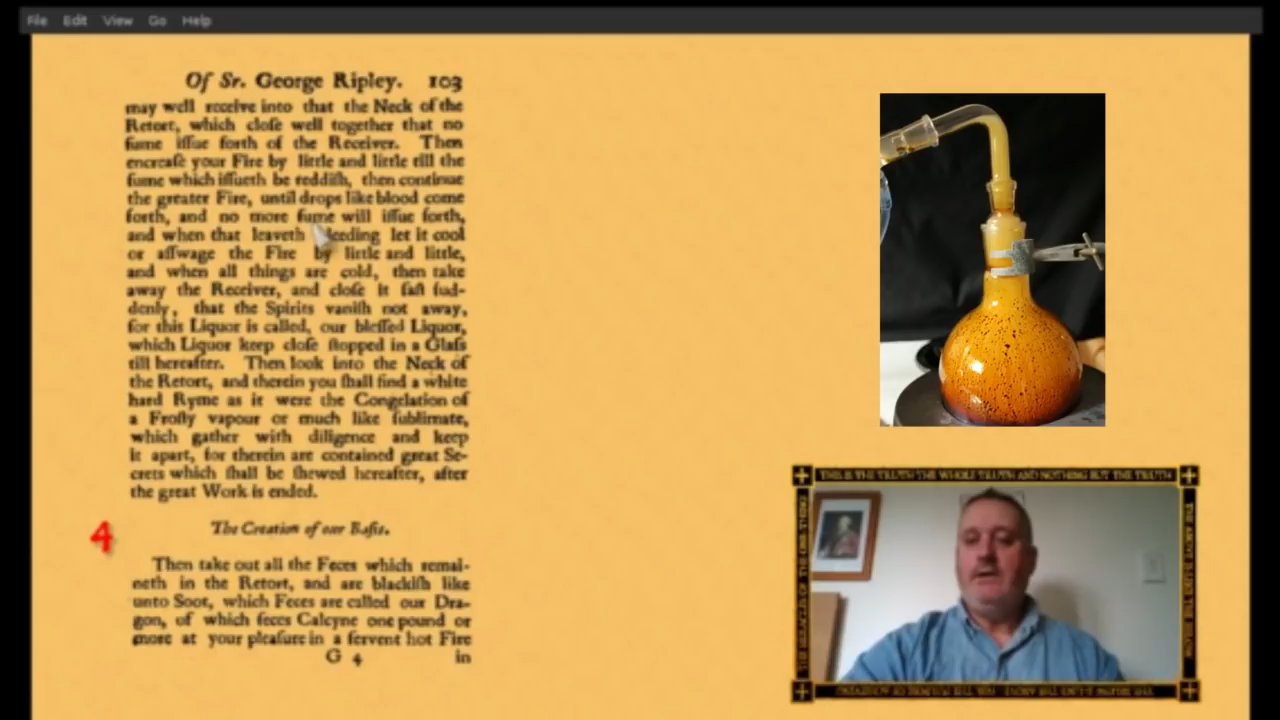 File Edit View Go Help
Of Sr. George Ripley. 103
may well receive into that the Neck of the
Retort, which cloſe well together that no
fume iſſue forth of the Receiver. Then
encreaſe your Fire by little and little till the
fume which iſſueth be reddiſh, then continue
the greater Fire, until drops like blood come
forth, and no more fume will iſſue forth,
and when that leaveth bleeding let it cool
or aſſwage the Fire by little and little,
and when all things are cold, then take
away the Receiver, and cloſe it faſt ſud-
denly, that the Spirits vaniſh not away,
for this Liquor is called, our bleſſed Liquor,
which Liquor keep cloſe ſtopped in a Glaſs
till hereafter. Then look into the Neck of
the Retort, and therein you ſhall find a white
hard Ryme as it were the Congelation of
a Froſty vapour or much like ſublimate,
which gather with diligence and keep
it apart, for therein are contained great Se-
crets which ſhall be ſhewed hereafter, after
the great Work is ended.
4
The Creation of our Baſis.
Then take out all the Feces which remai-
neth in the Retort, and are blackiſh like
unto Soot, which Feces are called our Dra-
gon, of which feces Calcyne one pound or
more at your pleaſure in a fervent hot Fire
G 4 in
THIS IS THE TRUTH THE WHOLE TRUTH AND NOTHING BUT THE TRUTH